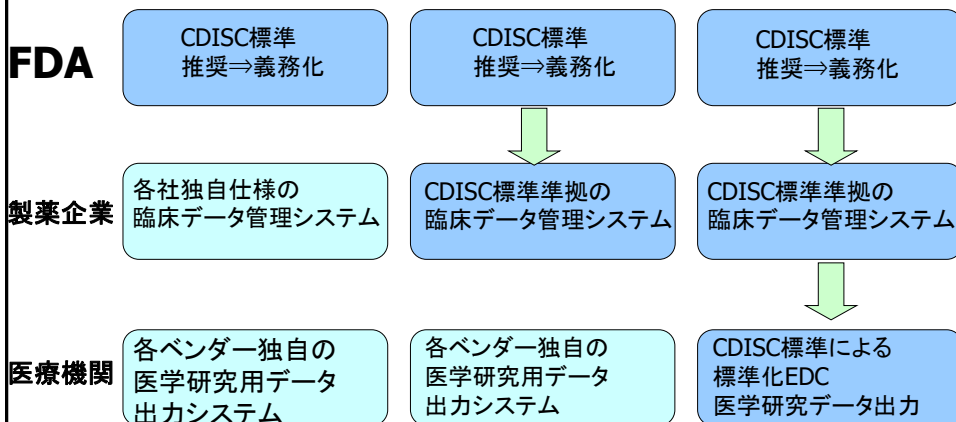 FDA
CDISC標準
推奨⇒義務化
CDISC標準
推奨⇒義務化
CDISC標準
推奨⇒義務化
製薬企業
各社独自仕様の
臨床データ管理システム
CDISC標準準拠の
臨床データ管理システム
CDISC標準準拠の
臨床データ管理システム
医療機関
各ベンダー独自の
医学研究用データ
出力システム
各ベンダー独自の
医学研究用データ
出力システム
CDISC標準による
標準化EDC
医学研究データ出力